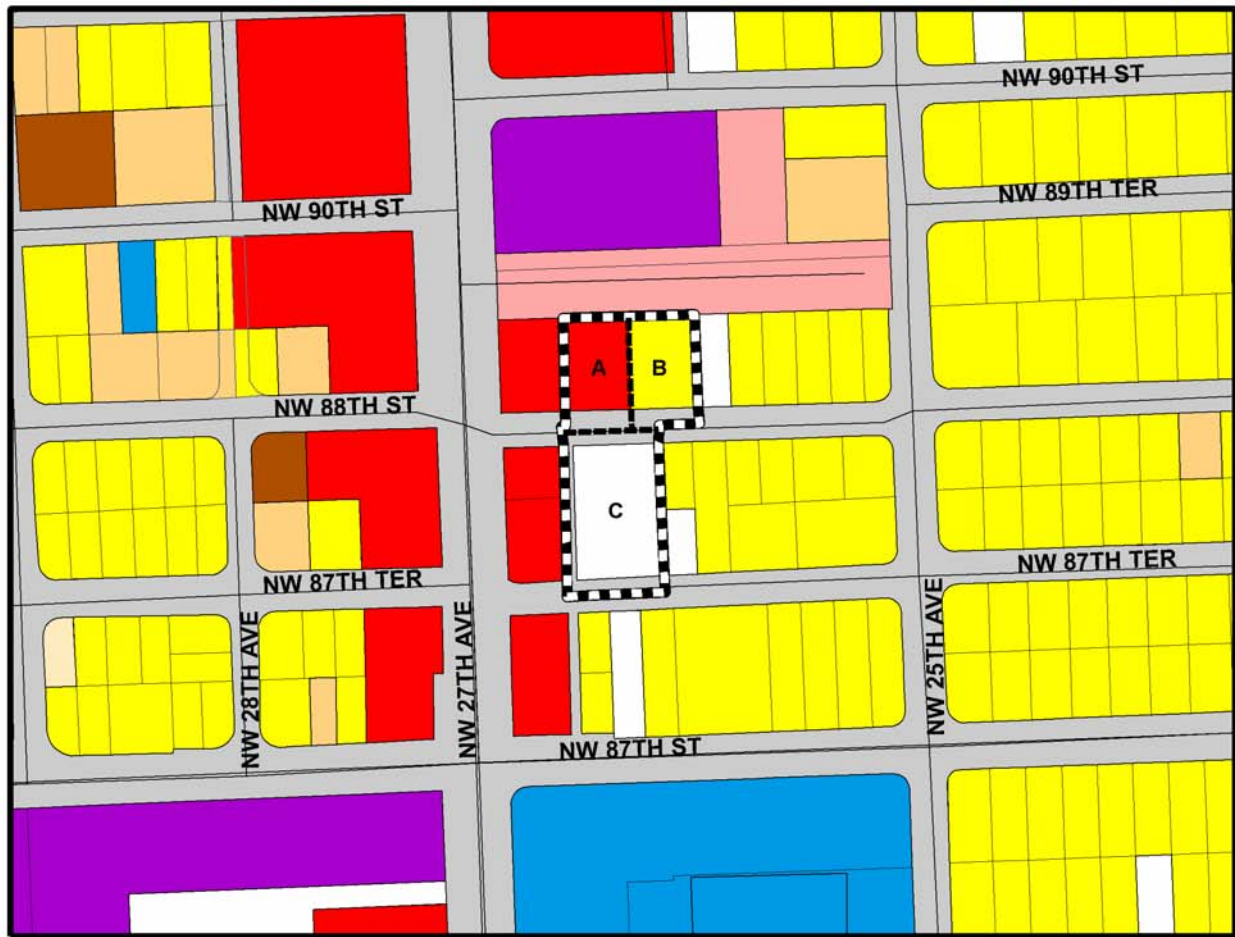 NW 90TH ST
NW 89TH TER
NW 90TH ST
A
B
NW 88TH ST
C
NW 87TH TER
NW 87TH TER
NW 28TH AVE
NW 27TH AVE
NW 25TH AVE
NW 87TH ST